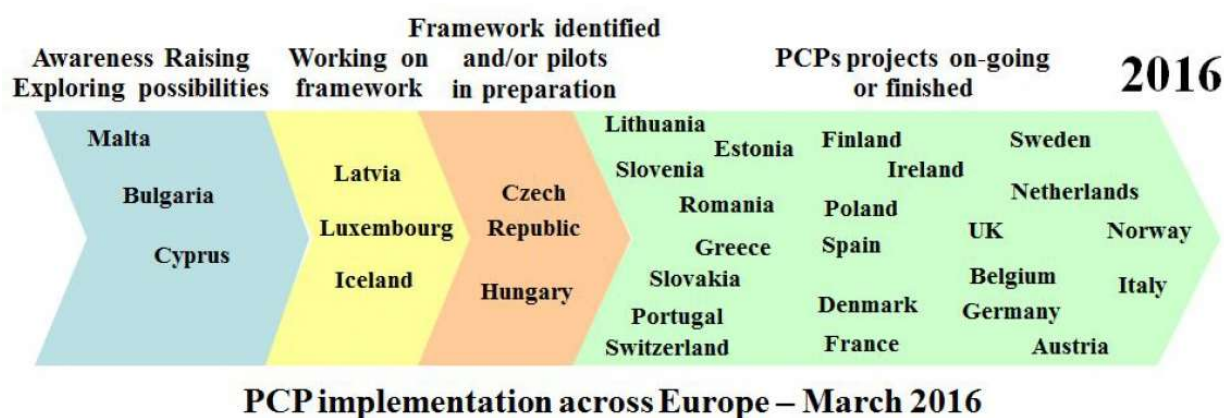 Awareness Raising
Exploring possibilities
Working on
framework
Framework identified
and/or pilots
in preparation
PCPs projects on-going
or finished
2016
Malta
Bulgaria
Cyprus
Latvia
Luxembourg
Iceland
Czech
Republic
Hungary
Lithuania
Estonia
Slovenia
Romania
Greece
Slovakia
Portugal
Switzerland
Finland
Ireland
Poland
Spain
Denmark
France
Sweden
Netherlands
UK
Norway
Belgium
Italy
Germany
Austria
PCP implementation across Europe – March 2016